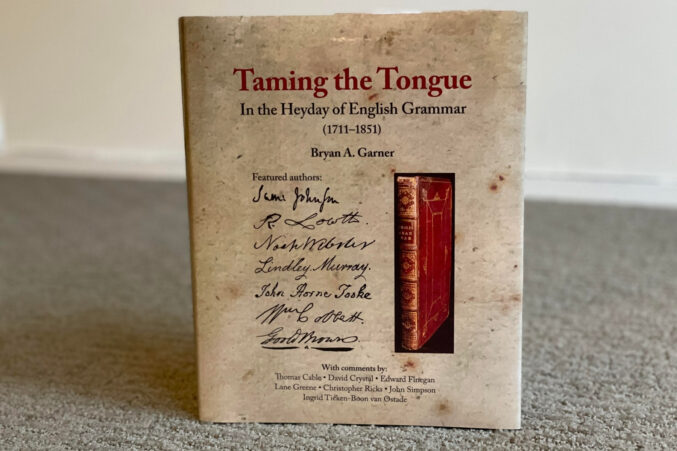 Taming the Tongue
In the Heyday of English Grammar
(1711–1851)
Bryan A. Garner
Featured authors:
Sam: Johnson
R. Lowth.
Noah Webster
Lindley Murray.
John Horne Tooke
Wm Cobbett.
Goold Brown.
With comments by:
Thomas Cable • David Crystal • Edward Finegan
Lane Greene • Christopher Ricks • John Simpson
Ingrid Tieken-Boon van Ostade